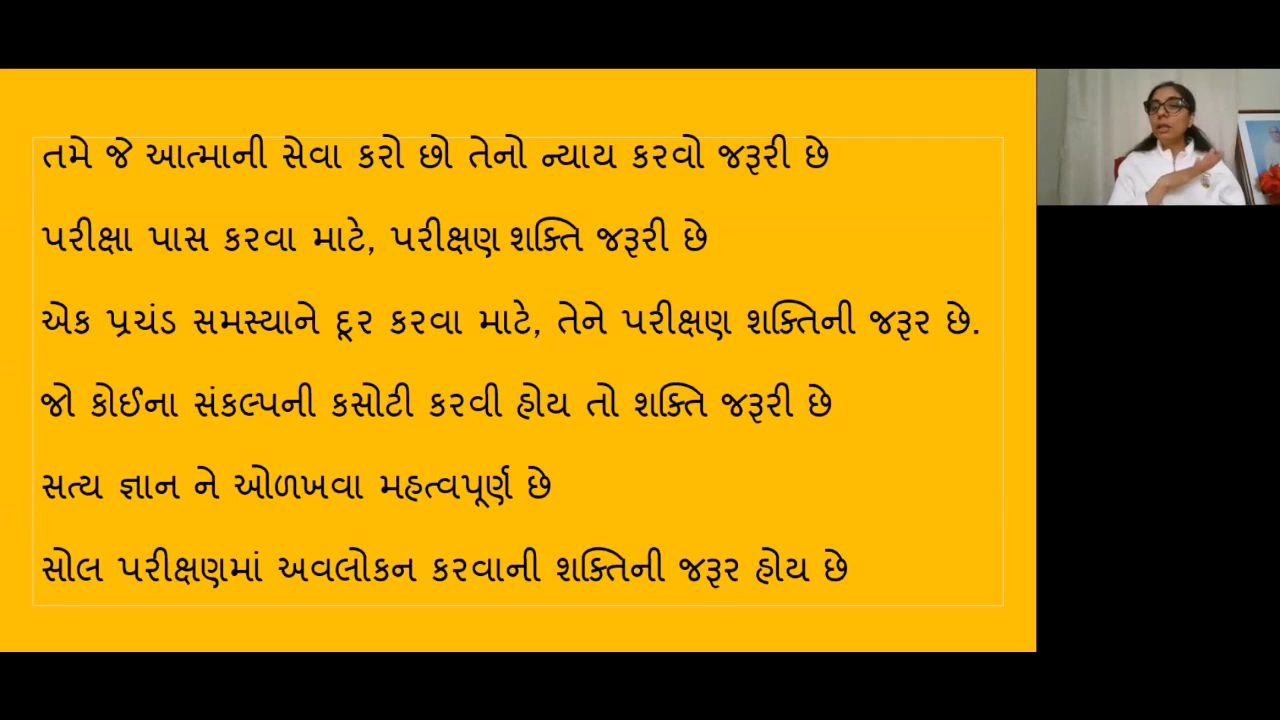 તમે જે આત્માની સેવા કરો છો તેનો ન્યાય કરવો જરૂરી છે
પરીક્ષા પાસ કરવા માટે, પરીક્ષણ શક્તિ જરૂરી છે
એક પ્રચંડ સમસ્યાને દૂર કરવા માટે, તેને પરીક્ષણ શક્તિની જરૂર છે.
જો કોઈના સંકલ્પની કસોટી કરવી હોય તો શક્તિ જરૂરી છે
સત્ય જ્ઞાન ને ઓળખવા મહત્વપૂર્ણ છે
સોલ પરીક્ષણમાં અવલોકન કરવાની શક્તિની જરૂર હોય છે